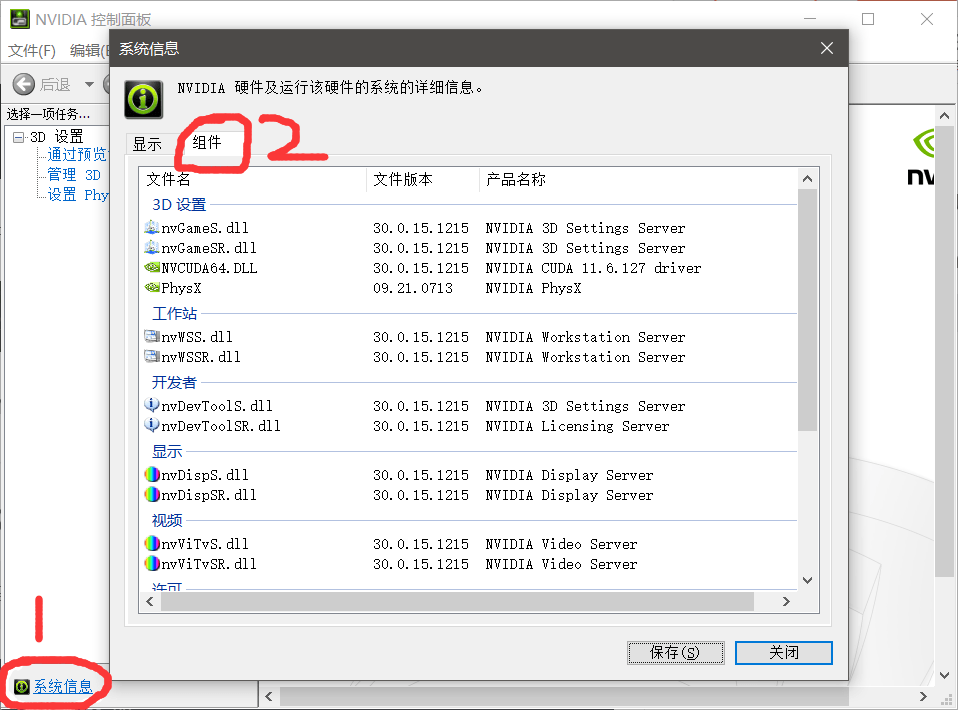 NVIDIA 控制面板
文件(F) 编辑(
后退
选择一项任务...
3D 设置
通过预览
管理 3D
设置 Phy
系统信息
系统信息
NVIDIA 硬件及运行该硬件的系统的详细信息。
显示 组件 2
文件名 文件版本 产品名称
3D 设置
nvGameS.dll 30.0.15.1215 NVIDIA 3D Settings Server
nvGameSR.dll 30.0.15.1215 NVIDIA 3D Settings Server
NVCUDA64.DLL 30.0.15.1215 NVIDIA CUDA 11.6.127 driver
PhysX 09.21.0713 NVIDIA PhysX
工作站
nvWSS.dll 30.0.15.1215 NVIDIA Workstation Server
nvWSSR.dll 30.0.15.1215 NVIDIA Workstation Server
开发者
nvDevToolS.dll 30.0.15.1215 NVIDIA 3D Settings Server
nvDevToolSR.dll 30.0.15.1215 NVIDIA Licensing Server
显示
nvDispS.dll 30.0.15.1215 NVIDIA Display Server
nvDispSR.dll 30.0.15.1215 NVIDIA Display Server
视频
nvViTvS.dll 30.0.15.1215 NVIDIA Video Server
nvViTvSR.dll 30.0.15.1215 NVIDIA Video Server
许可
保存(S) 关闭
nv
1